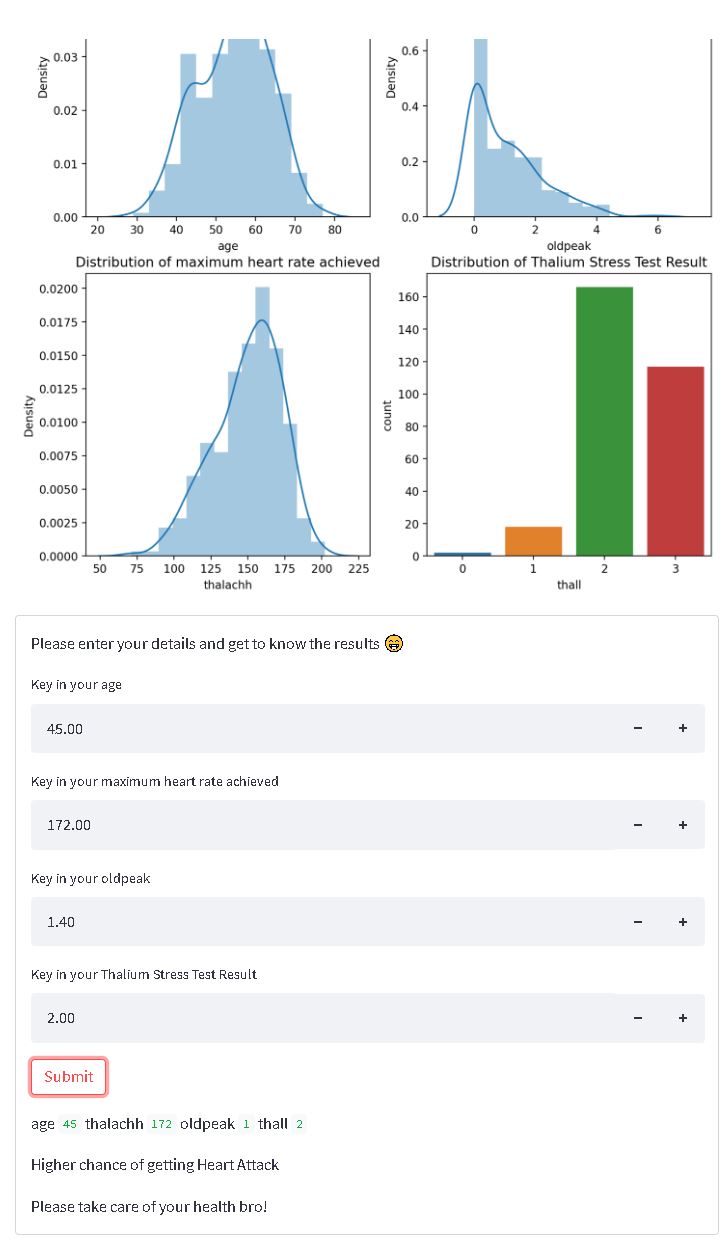 0.03
0.02
0.01
0.00
Density
20 30 40 50 60 70 80
age
0.6
0.4
0.2
0.0
Density
0 2 4 6
oldpeak
Distribution of maximum heart rate achieved
0.0200
0.0175
0.0150
0.0125
0.0100
0.0075
0.0050
0.0025
0.0000
Density
50 75 100 125 150 175 200 225
thalachh
Distribution of Thalium Stress Test Result
160
140
120
100
80
60
40
20
0
count
0 1 2 3
thall
Please enter your details and get to know the results 😁
Key in your age
45.00 − +
Key in your maximum heart rate achieved
172.00 − +
Key in your oldpeak
1.40 − +
Key in your Thalium Stress Test Result
2.00 − +
Submit
age 45 thalachh 172 oldpeak 1 thall 2
Higher chance of getting Heart Attack
Please take care of your health bro!